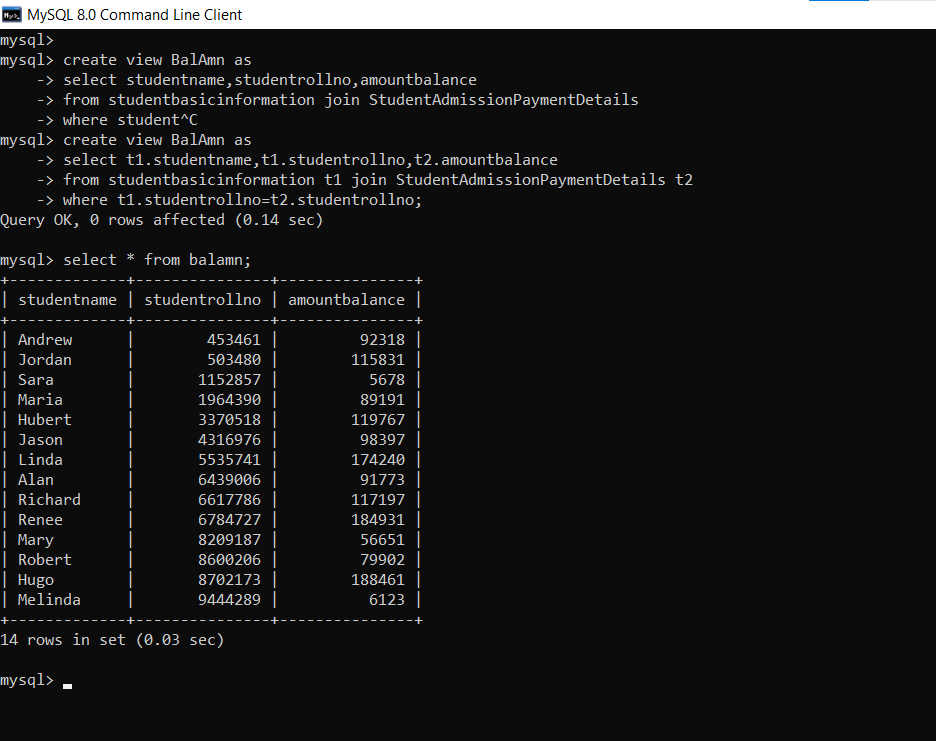 MySQL 8.0 Command Line Client
mysql>
mysql> create view BalAmn as
    -> select studentname,studentrollno,amountbalance
    -> from studentbasicinformation join StudentAdmissionPaymentDetails
    -> where student^C
mysql> create view BalAmn as
    -> select t1.studentname,t1.studentrollno,t2.amountbalance
    -> from studentbasicinformation t1 join StudentAdmissionPaymentDetails t2
    -> where t1.studentrollno=t2.studentrollno;
Query OK, 0 rows affected (0.14 sec)

mysql> select * from balamn;
+-------------+---------------+---------------+
| studentname | studentrollno | amountbalance |
+-------------+---------------+---------------+
| Andrew      |        453461 |         92318 |
| Jordan      |        503480 |        115831 |
| Sara        |       1152857 |          5678 |
| Maria       |       1964390 |         89191 |
| Hubert      |       3370518 |        119767 |
| Jason       |       4316976 |         98397 |
| Linda       |       5535741 |        174240 |
| Alan        |       6439006 |         91773 |
| Richard     |       6617786 |        117197 |
| Renee       |       6784727 |        184931 |
| Mary        |       8209187 |         56651 |
| Robert      |       8600206 |         79902 |
| Hugo        |       8702173 |        188461 |
| Melinda     |       9444289 |          6123 |
+-------------+---------------+---------------+
14 rows in set (0.03 sec)

mysql>